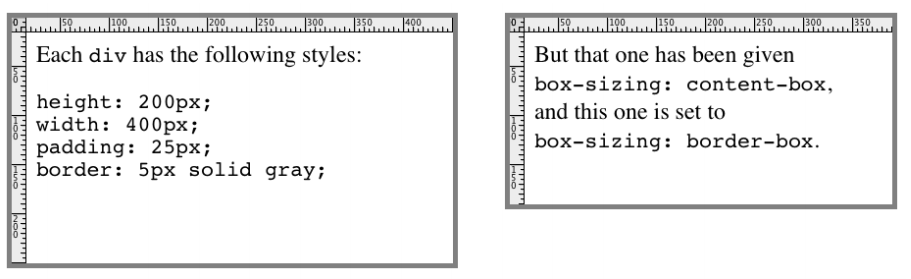 0 50 100 150 200 250 300 350 400
Each div has the following styles:
height: 200px;
width: 400px;
padding: 25px;
border: 5px solid gray;
50
100
150
200
0 50 100 150 200 250 300 350
But that one has been given
box-sizing: content-box,
and this one is set to
box-sizing: border-box.
50
100
150